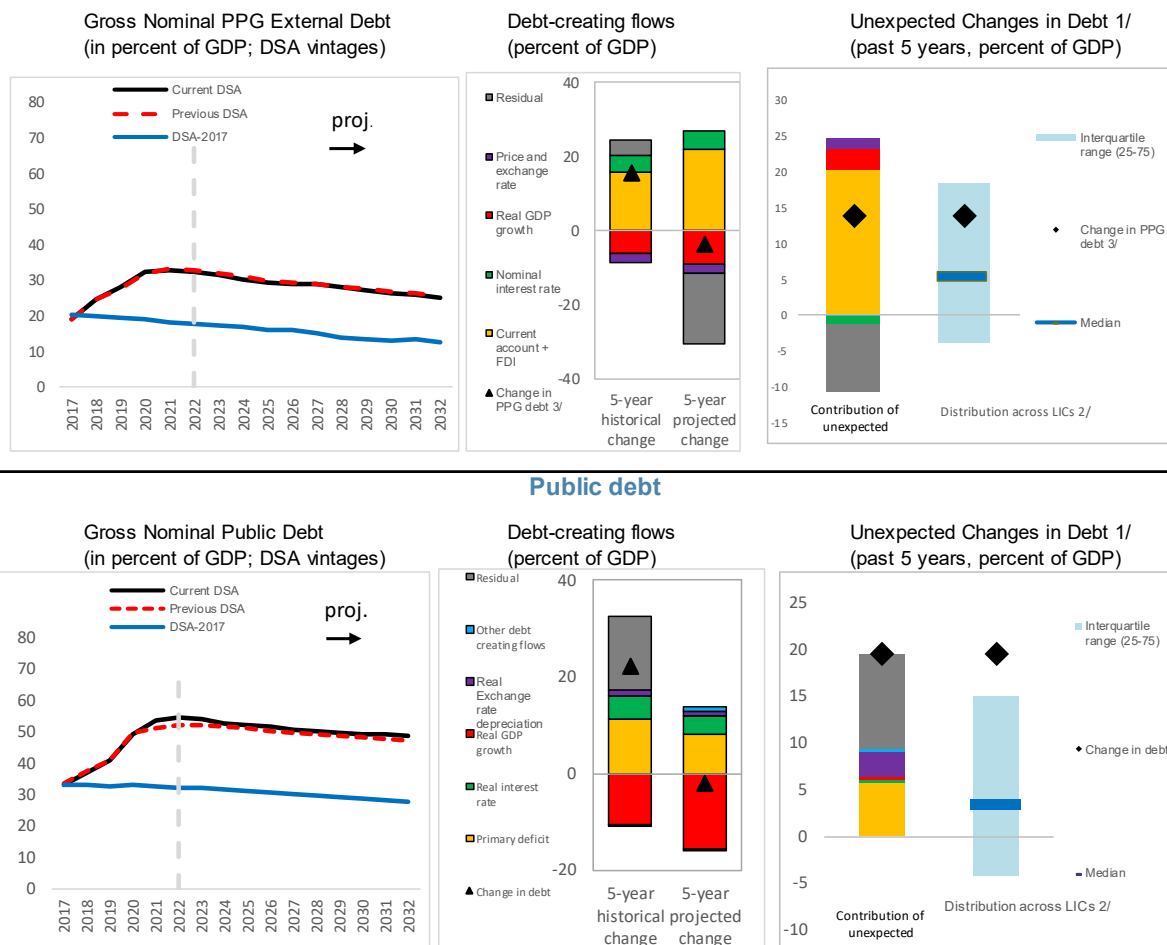 Gross Nominal PPG External Debt
(in percent of GDP; DSA vintages)
Current DSA
Previous DSA
DSA-2017
proj.
80
70
60
50
40
30
20
10
0
2017
2018
2019
2020
2021
2022
2023
2024
2025
2026
2027
2028
2029
2030
2031
2032
Debt-creating flows
(percent of GDP)
Residual
Price and
exchange
rate
Real GDP
growth
Nominal
interest rate
Current
account +
FDI
Change in
PPG debt 3/
40
20
0
-20
-40
5-year
historical
change
5-year
projected
change
Unexpected Changes in Debt 1/
(past 5 years, percent of GDP)
30
25
20
15
10
5
0
-5
-10
-15
Interquartile
range (25-75)
Change in PPG
debt 3/
Median
Contribution of
unexpected
Distribution across LICs 2/
Public debt
Gross Nominal Public Debt
(in percent of GDP; DSA vintages)
Current DSA
Previous DSA
DSA-2017
proj.
80
70
60
50
40
30
20
10
0
2017
2018
2019
2020
2021
2022
2023
2024
2025
2026
2027
2028
2029
2030
2031
2032
Debt-creating flows
(percent of GDP)
Residual
Other debt
creating flows
Real
Exchange
rate
depreciation
Real GDP
growth
Real interest
rate
Primary deficit
Change in debt
40
20
0
-20
5-year
historical
change
5-year
projected
change
Unexpected Changes in Debt 1/
(past 5 years, percent of GDP)
25
20
15
10
5
0
-5
-10
Interquartile
range (25-75)
Change in debt
Median
Contribution of
unexpected
Distribution across LICs 2/